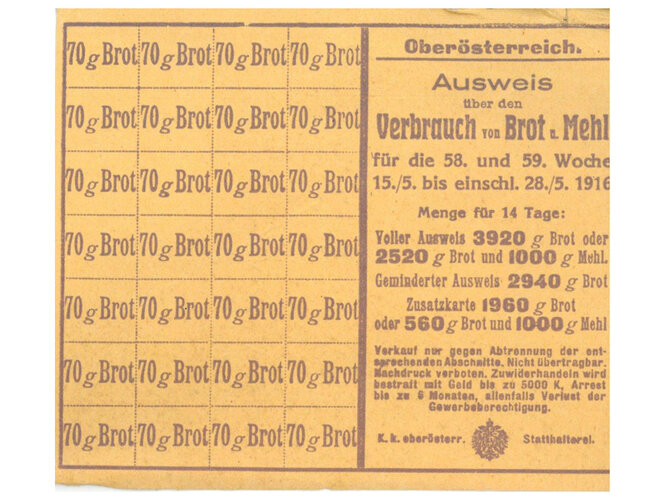 70 g Brot 70 g Brot 70 g Brot 70 g Brot
70 g Brot 70 g Brot 70 g Brot 70 g Brot
70 g Brot 70 g Brot 70 g Brot 70 g Brot
70 g Brot 70 g Brot 70 g Brot 70 g Brot
70 g Brot 70 g Brot 70 g Brot 70 g Brot
70 g Brot 70 g Brot 70 g Brot 70 g Brot
70 g Brot 70 g Brot 70 g Brot 70 g Brot
Oberösterreich.
Ausweis
über den
Verbrauch von Brot u. Mehl
für die 58. und 59. Woche
15./5. bis einschl. 28./5. 1916
Menge für 14 Tage:
Voller Ausweis 3920 g Brot oder
2520 g Brot und 1000 g Mehl.
Geminderter Ausweis 2940 g Brot
Zusatzkarte 1960 g Brot
oder 560 g Brot und 1000 g Mehl
Verkauf nur gegen Abtrennung der ent-
sprechenden Abschnitte. Nicht übertragbar.
Nachdruck verboten. Zuwiderhandeln wird
bestraft mit Geld bis zu 5000 K, Arrest
bis zu 6 Monaten, allenfalls Verlust der
Gewerbeberechtigung.
K. k. oberösterr. Statthalterei.